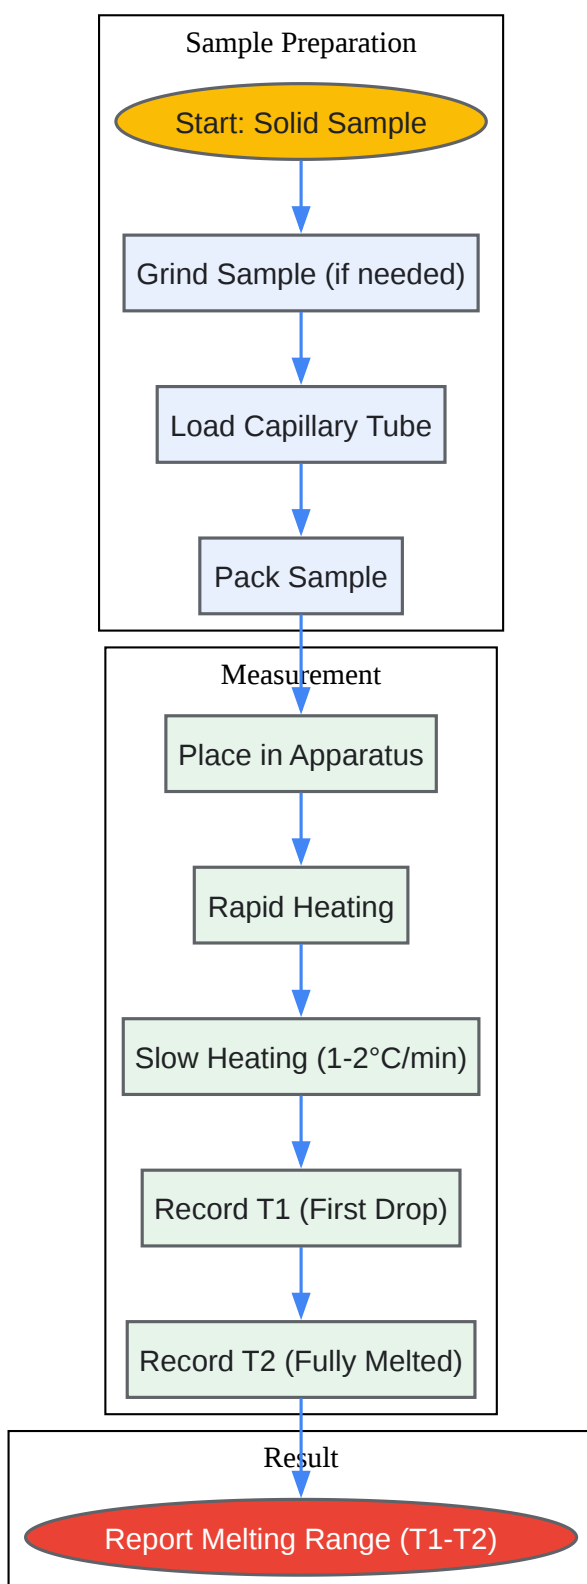 Sample Preparation
Start: Solid Sample
Grind Sample (if needed)
Load Capillary Tube
Pack Sample
Measurement
Place in Apparatus
Rapid Heating
Slow Heating (1-2°C/min)
Record T1 (First Drop)
Record T2 (Fully Melted)
Result
Report Melting Range (T1-T2)